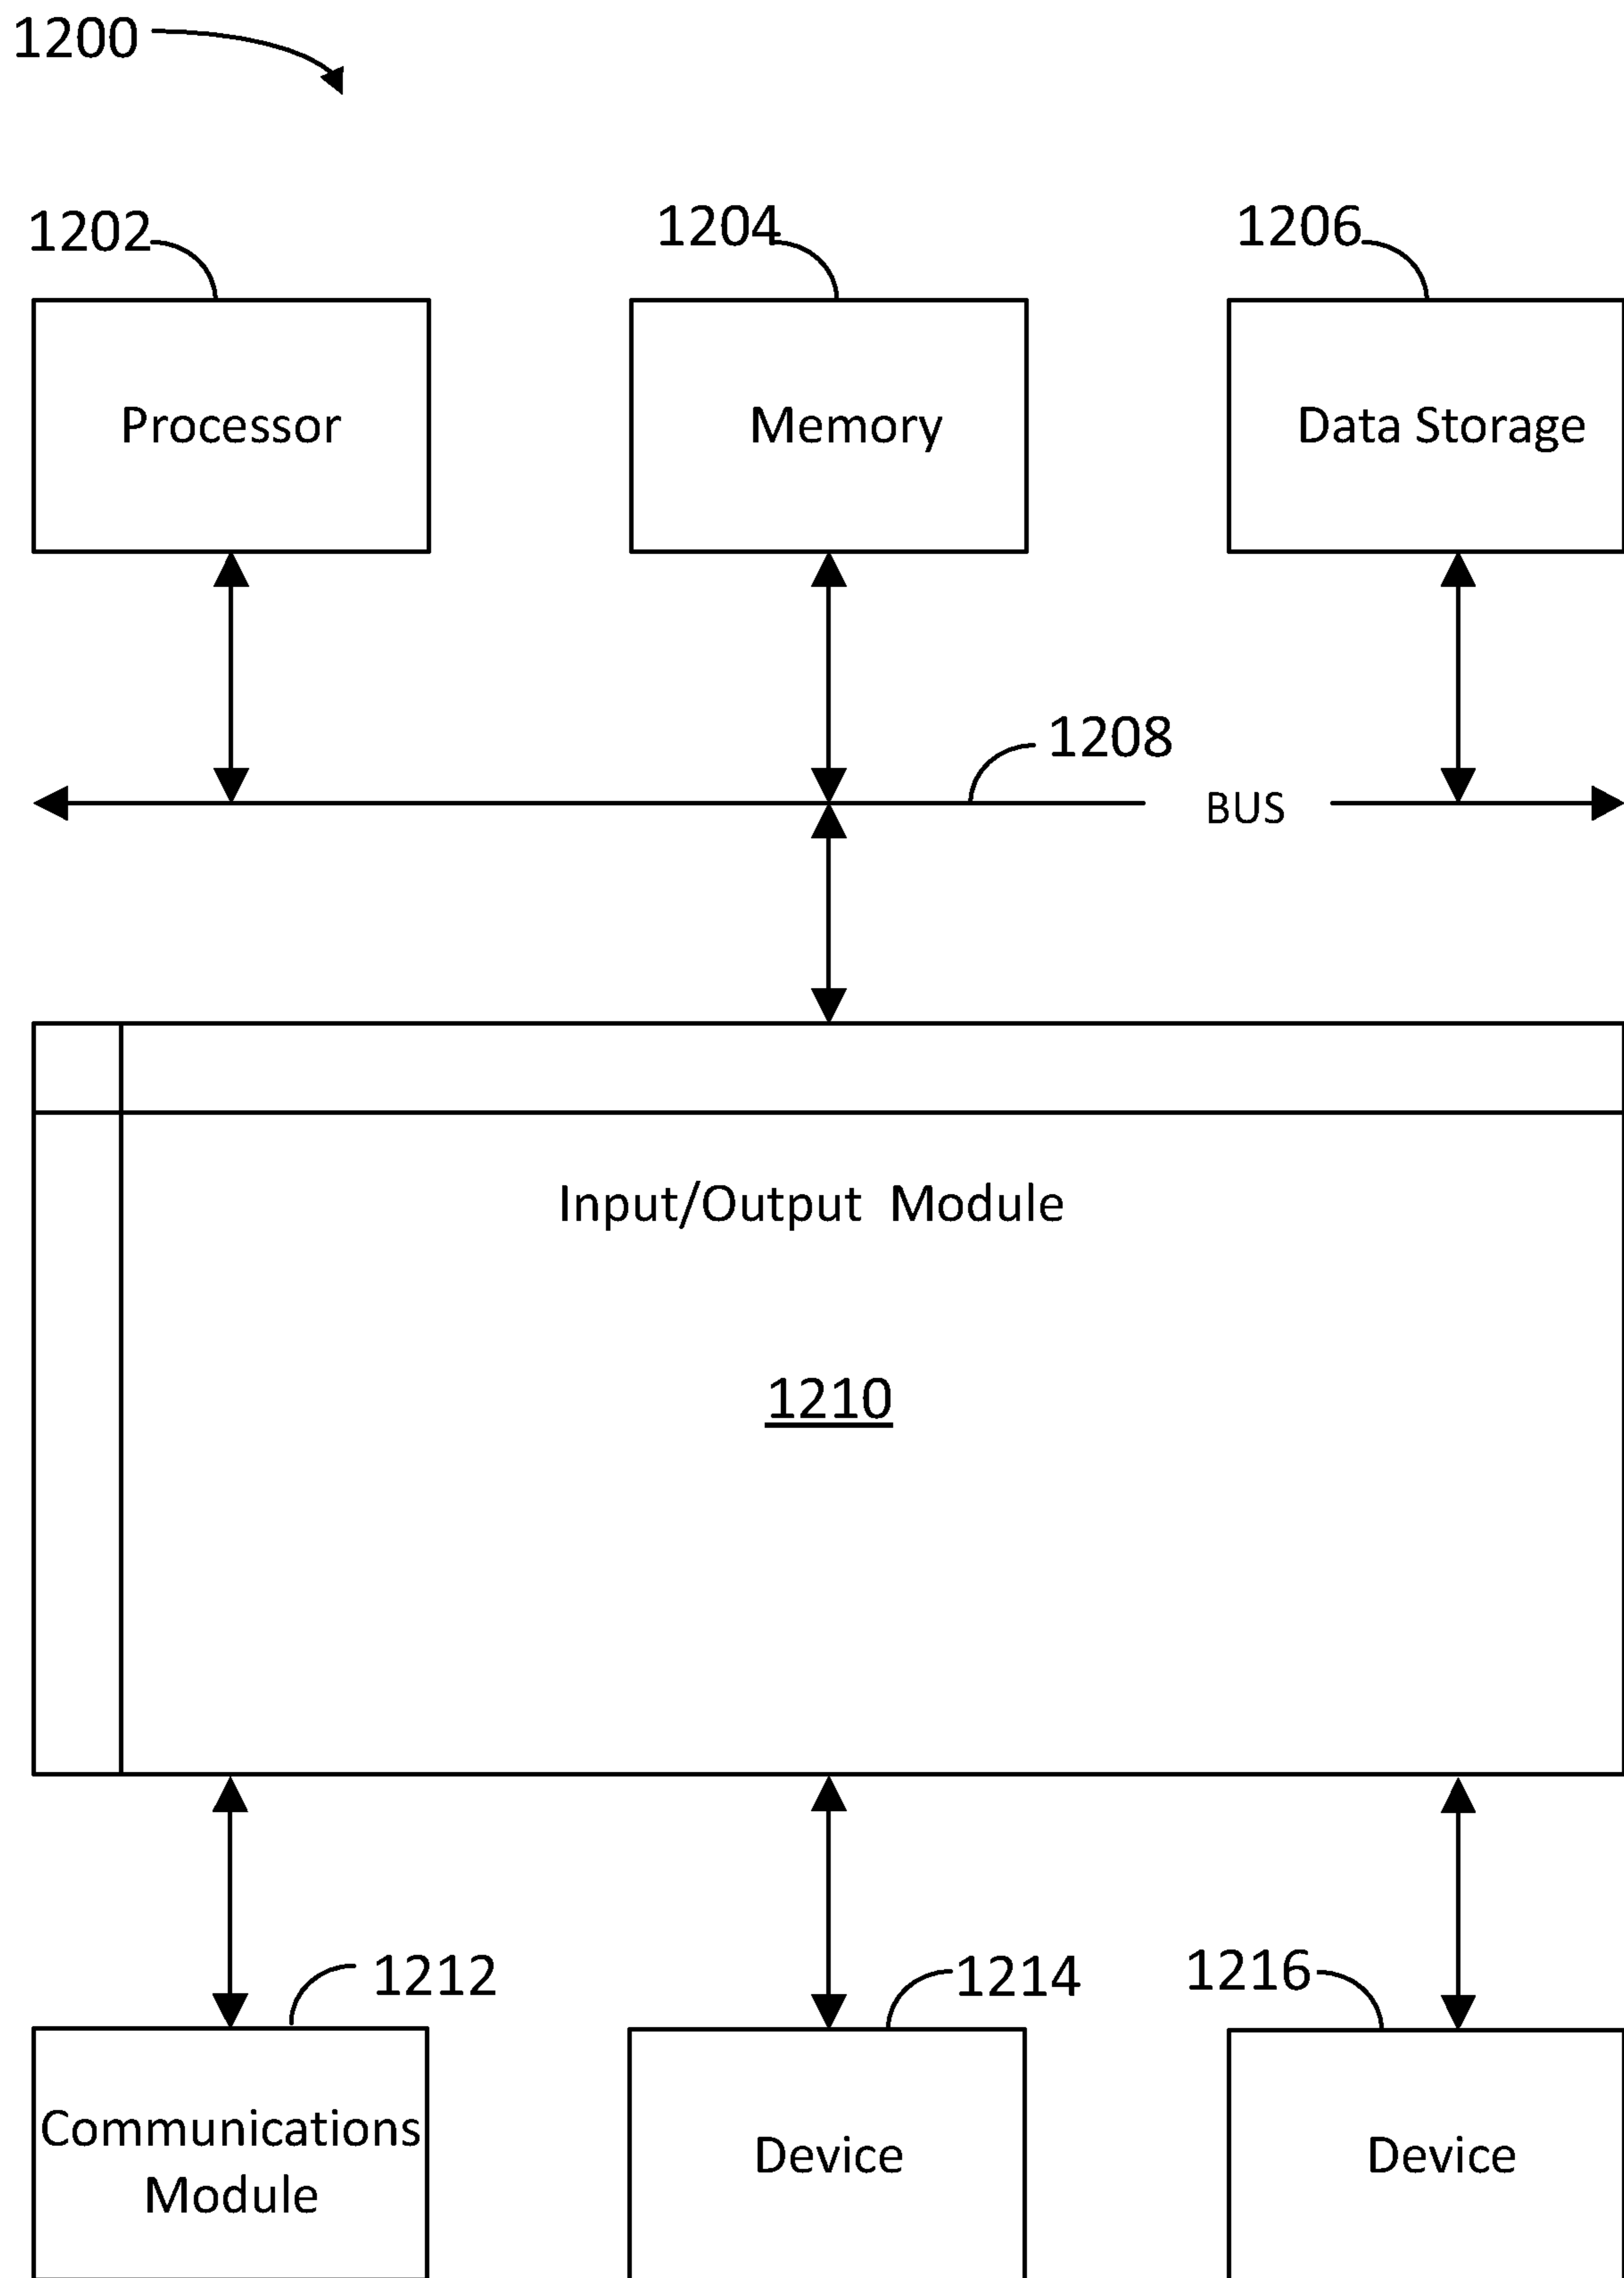 1200
1202
1204
1206
Processor
Memory
Data Storage
1208
BUS
Input/Output Module
1210
1212
1214
1216
Communications
Module
Device
Device